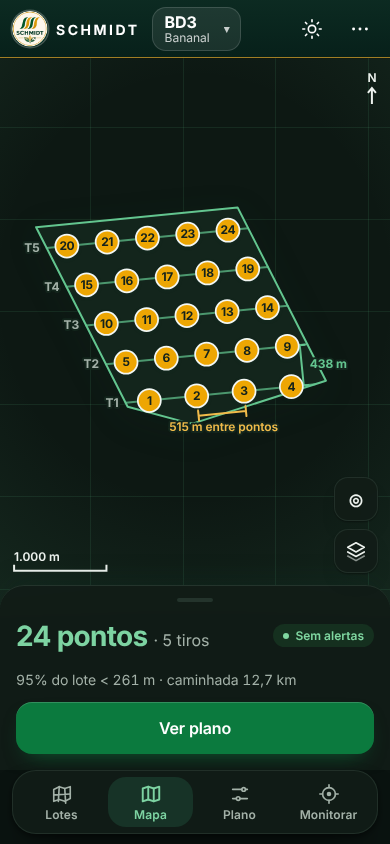 SCHMIDT
SCHMIDT
BD3
Bananal
N
T5 20 21 22 23 24
T4 15 16 17 18 19
T3 10 11 12 13 14
T2 5 6 7 8 9
438 m
T1 1 2 3 4
515 m entre pontos
1.000 m
24 pontos · 5 tiros
Sem alertas
95% do lote < 261 m · caminhada 12,7 km
Ver plano
Lotes Mapa Plano Monitorar